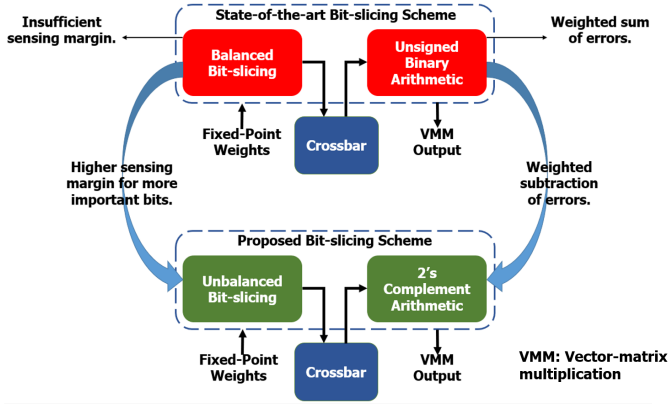 State-of-the-art Bit-slicing Scheme
Insufficient
sensing margin.
Balanced
Bit-slicing
Unsigned
Binary
Arithmetic
Weighted sum
of errors.
Fixed-Point
Weights
Crossbar
VMM
Output
Higher sensing
margin for more
important bits.
Weighted
subtraction
of errors.
Proposed Bit-slicing Scheme
Unbalanced
Bit-slicing
2's
Complement
Arithmetic
Fixed-Point
Weights
Crossbar
VMM
Output
VMM: Vector-matrix
multiplication